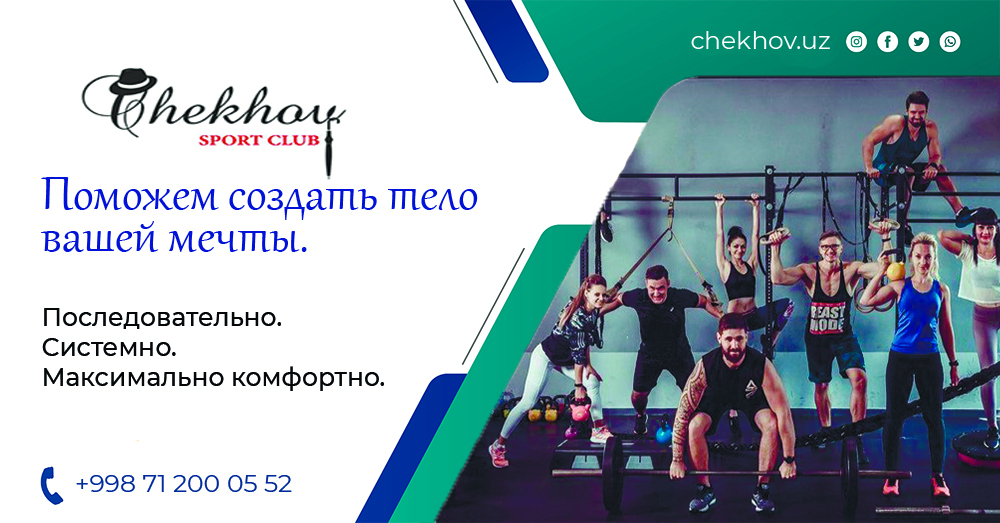 chekhov.uz
Chekhov
SPORT CLUB
Поможем создать тело
вашей мечты.
Последовательно.
Системно.
Максимально комфортно.
BEAST
MODE
+998 71 200 05 52